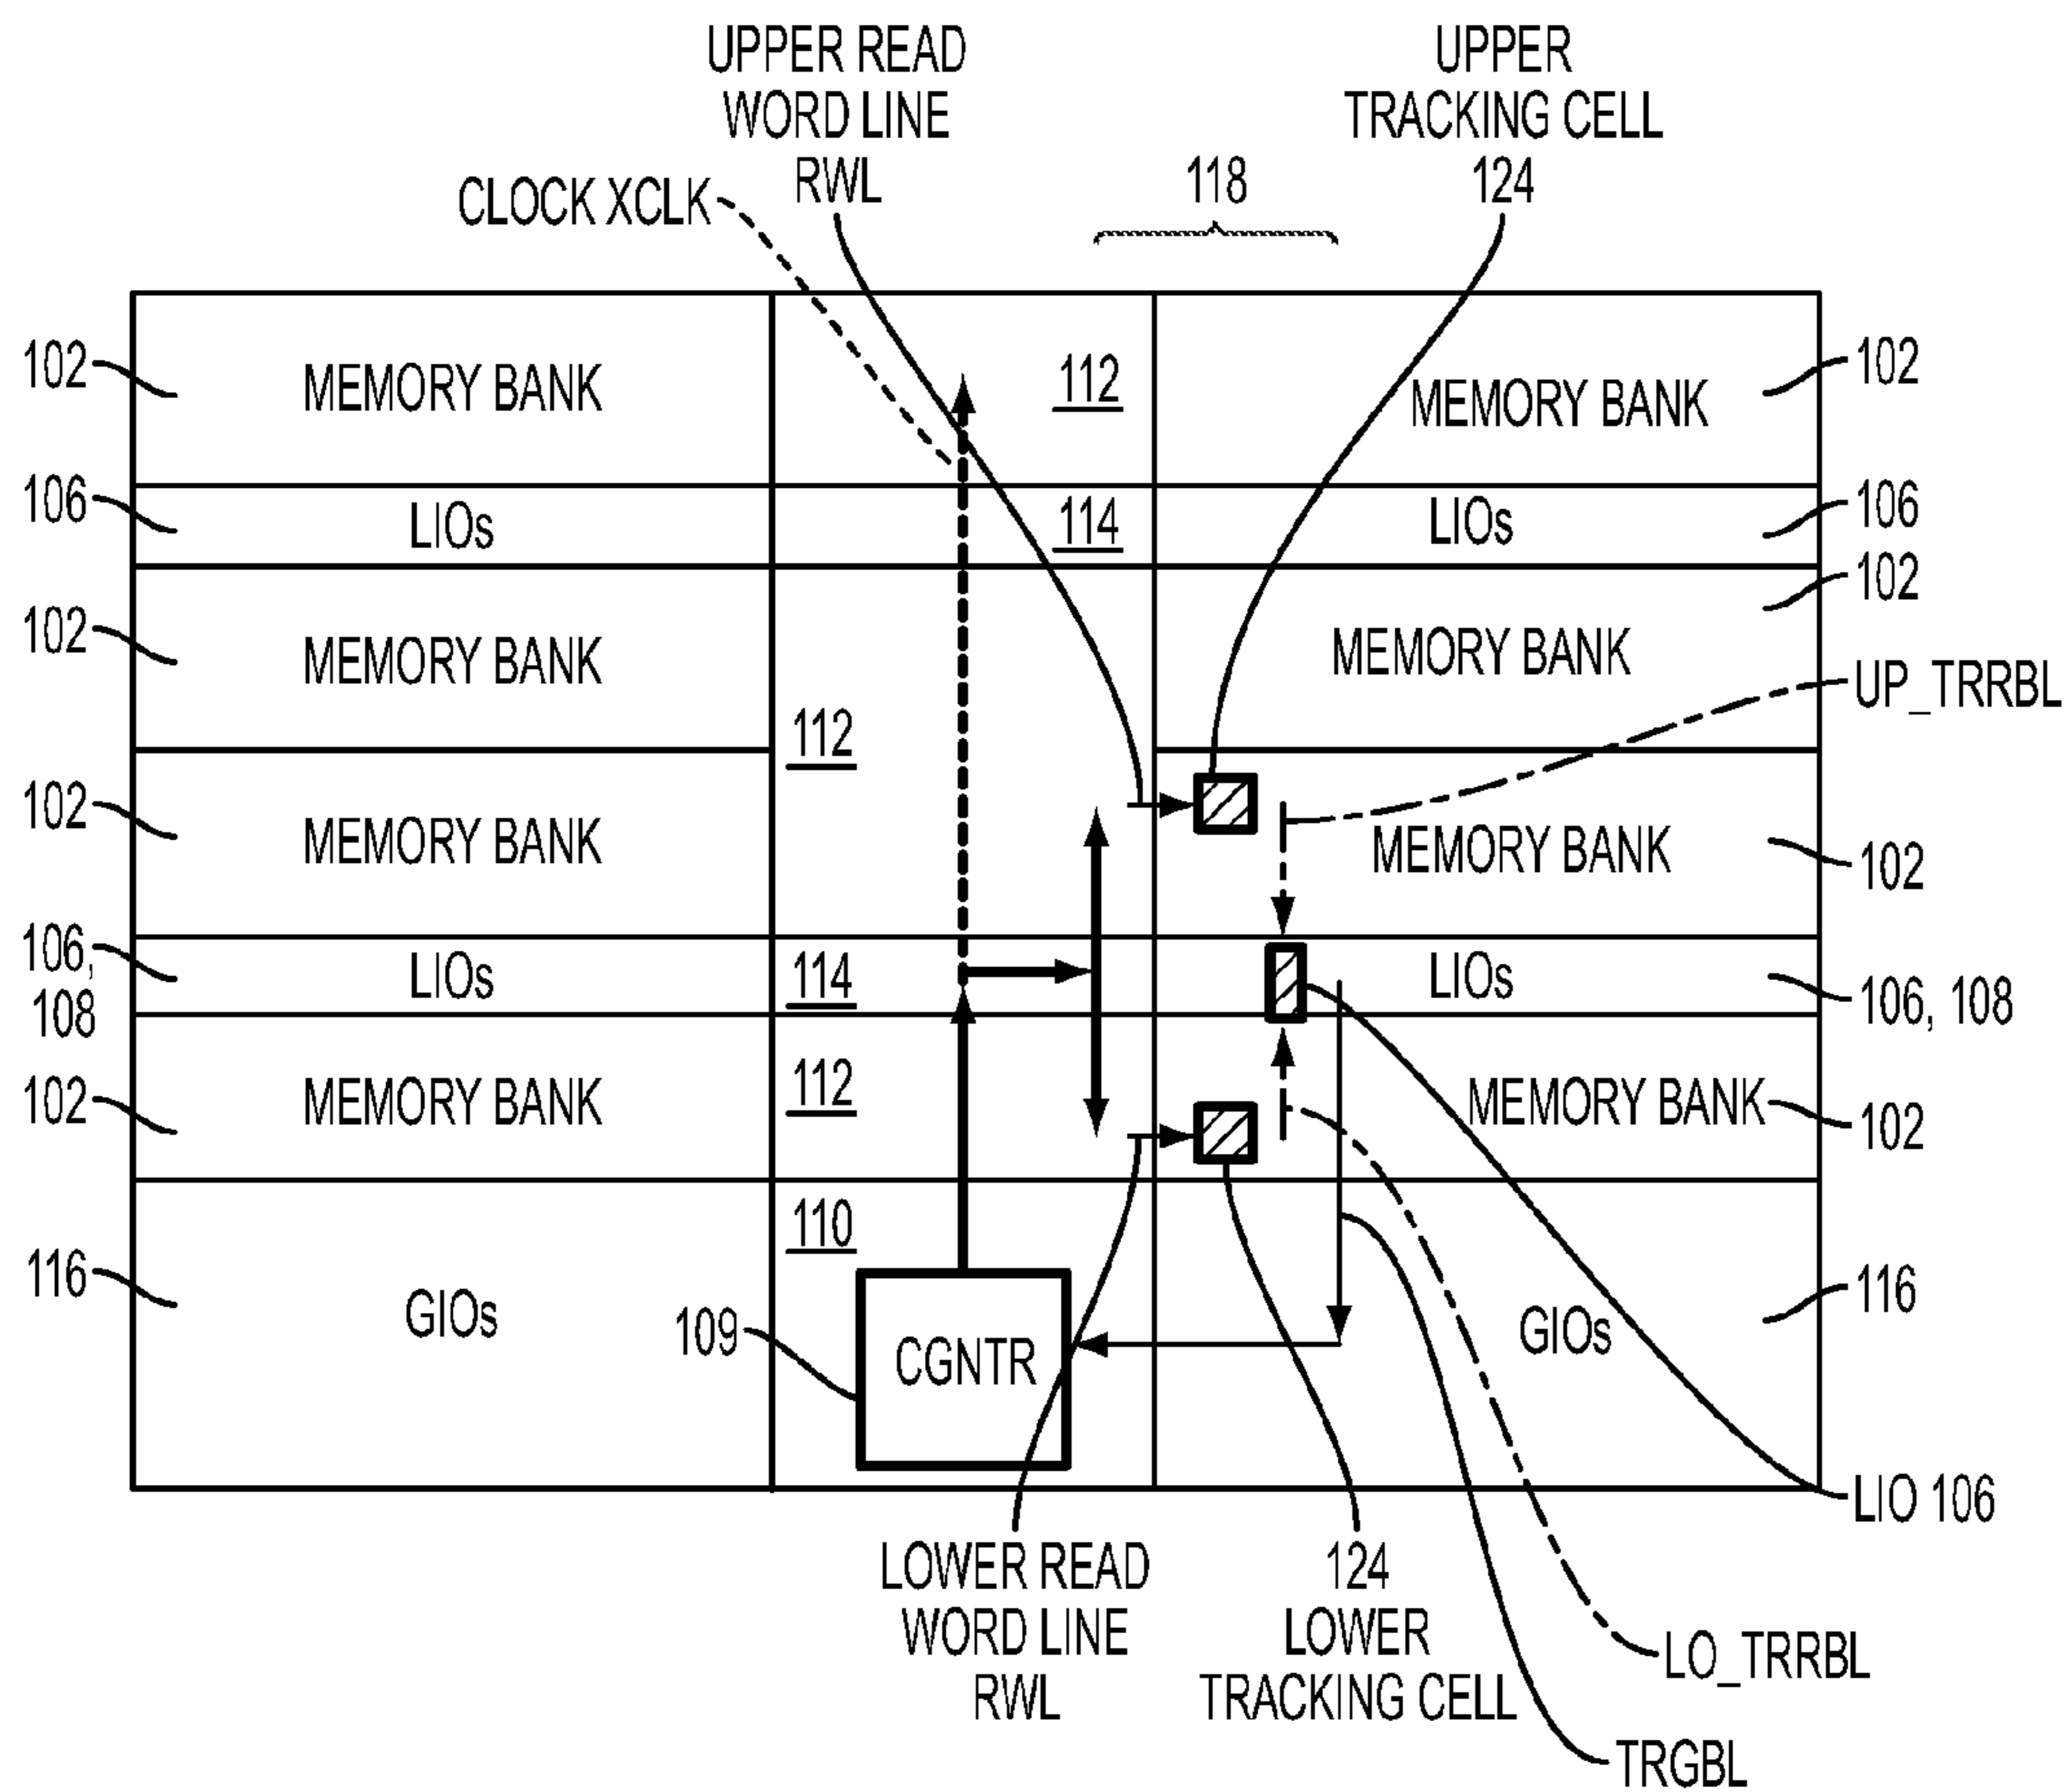 UPPER READ
WORD LINE
RWL
UPPER
TRACKING CELL
124
118
CLOCK XCLK
102
MEMORY BANK
112
MEMORY BANK
102
106
LIOs
114
LIOs
106
102
102
MEMORY BANK
MEMORY BANK
UP_TRRBL
112
102
MEMORY BANK
MEMORY BANK
102
106,
108
LIOs
114
LIOs
106, 108
102
MEMORY BANK
112
MEMORY BANK
102
110
116
GIOs
109
CGNTR
GIOs
116
LIO 106
LOWER READ
WORD LINE
RWL
124
LOWER
TRACKING CELL
LO_TRRBL
TRGBL